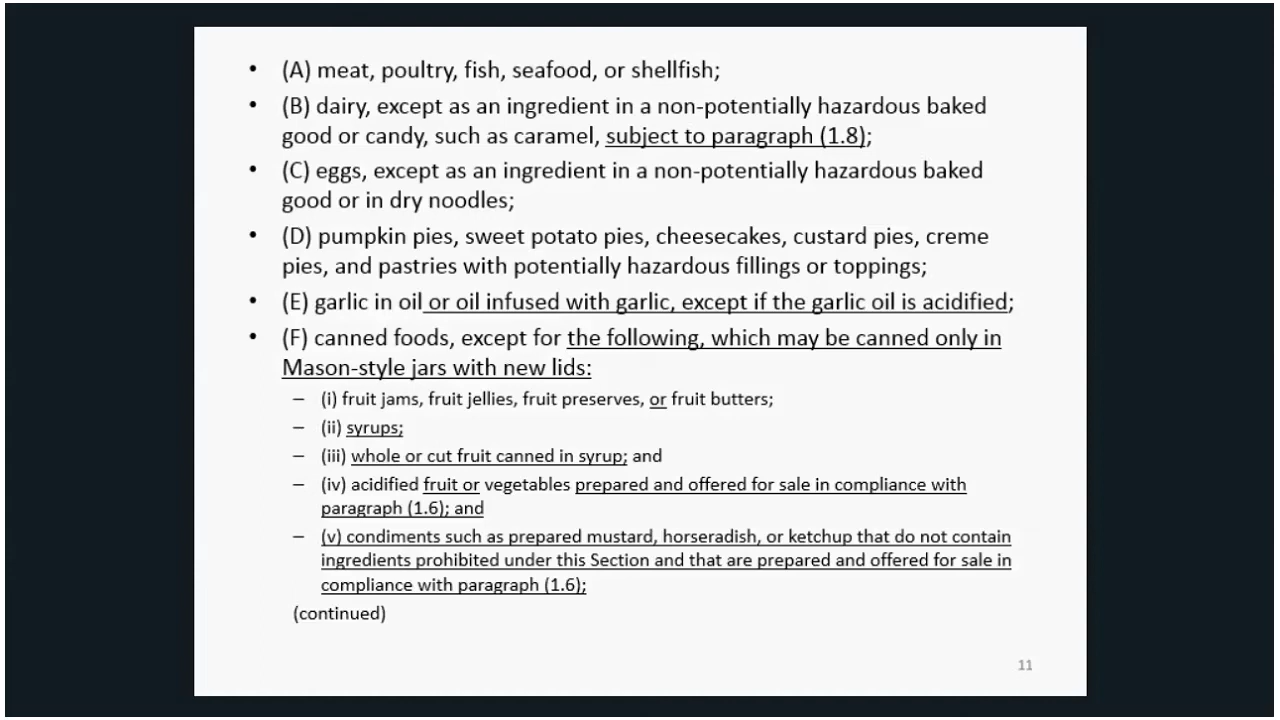 • (A) meat, poultry, fish, seafood, or shellfish;
• (B) dairy, except as an ingredient in a non-potentially hazardous baked
good or candy, such as caramel, subject to paragraph (1.8);
• (C) eggs, except as an ingredient in a non-potentially hazardous baked
good or in dry noodles;
• (D) pumpkin pies, sweet potato pies, cheesecakes, custard pies, creme
pies, and pastries with potentially hazardous fillings or toppings;
• (E) garlic in oil or oil infused with garlic, except if the garlic oil is acidified;
• (F) canned foods, except for the following, which may be canned only in
Mason-style jars with new lids:
– (i) fruit jams, fruit jellies, fruit preserves, or fruit butters;
– (ii) syrups;
– (iii) whole or cut fruit canned in syrup; and
– (iv) acidified fruit or vegetables prepared and offered for sale in compliance with
paragraph (1.6); and
– (v) condiments such as prepared mustard, horseradish, or ketchup that do not contain
ingredients prohibited under this Section and that are prepared and offered for sale in
compliance with paragraph (1.6);
(continued)
11